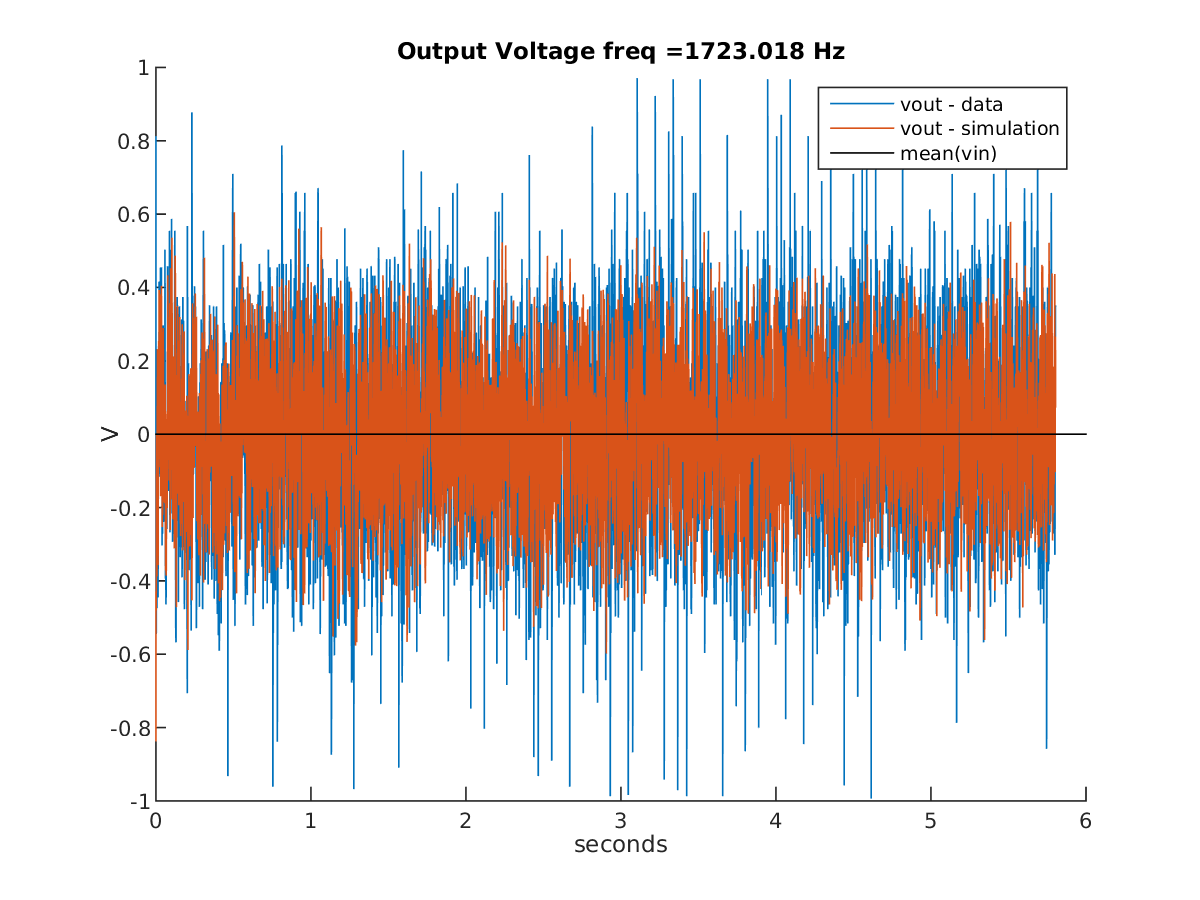 Output Voltage freq =1723.018 Hz
1
vout - data
vout - simulation
mean(vin)
0.8
0.6
0.4
0.2
V
0
-0.2
-0.4
-0.6
-0.8
-1
0 1 2 3 4 5 6
seconds